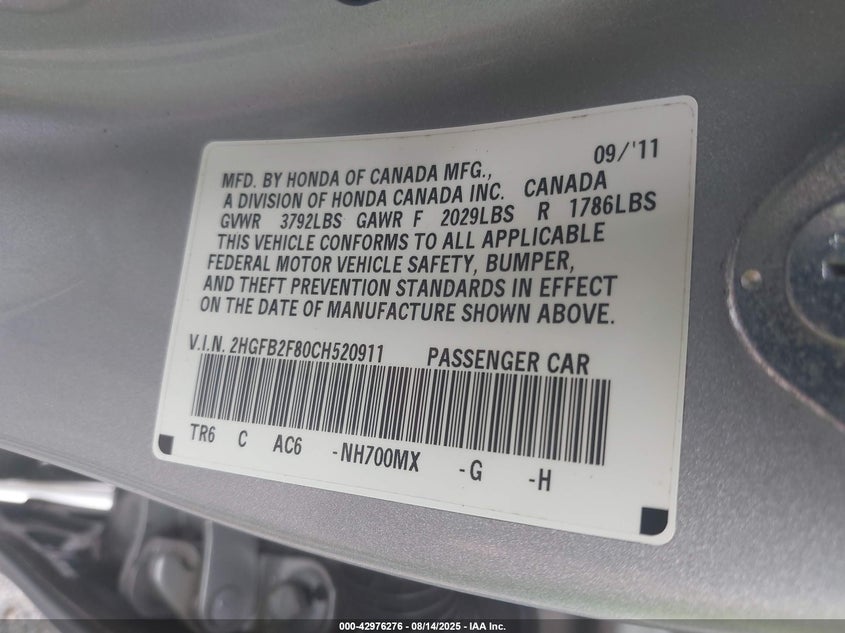 09/'11
MFD. BY HONDA OF CANADA MFG.,
A DIVISION OF HONDA CANADA INC. CANADA
GVWR 3792LBS GAWR F 2029LBS R 1786LBS
THIS VEHICLE CONFORMS TO ALL APPLICABLE
FEDERAL MOTOR VEHICLE SAFETY, BUMPER,
AND THEFT PREVENTION STANDARDS IN EFFECT
ON THE DATE OF MANUFACTURE SHOWN ABOVE.
V.I.N. 2HGFB2F80CH520911 PASSENGER CAR
TR6 C AC6 -NH700MX -G -H
000-42976276 - 08/14/2025 - IAA Inc.